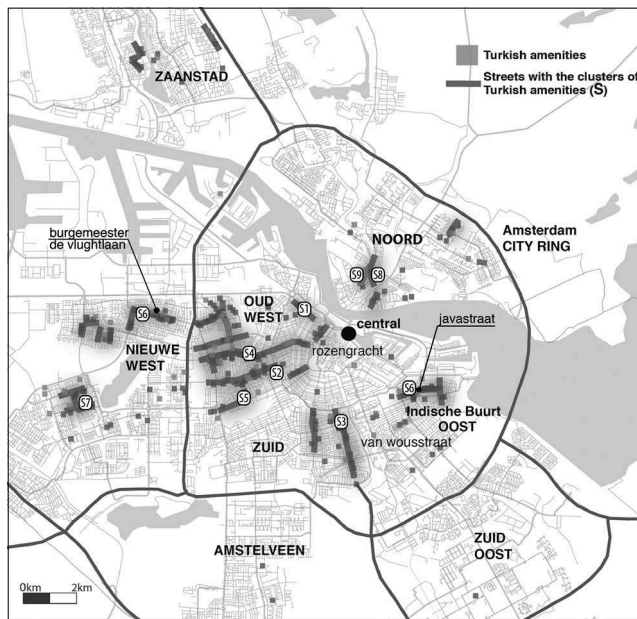 Turkish amenities
Streets with the clusters of
Turkish amenities (S)
ZAANSTAD
burgemeester
de vlughtlaan
NOORD
Amsterdam
CITY RING
S9
S8
OUD
WEST
S1
S6
central
javastraat
rozengracht
NIEUWE
WEST
S4
S2
S6
S7
S5
S3
Indische Buurt
OOST
ZUID
van wousstraat
AMSTELVEEN
ZUID
OOST
0km
2km